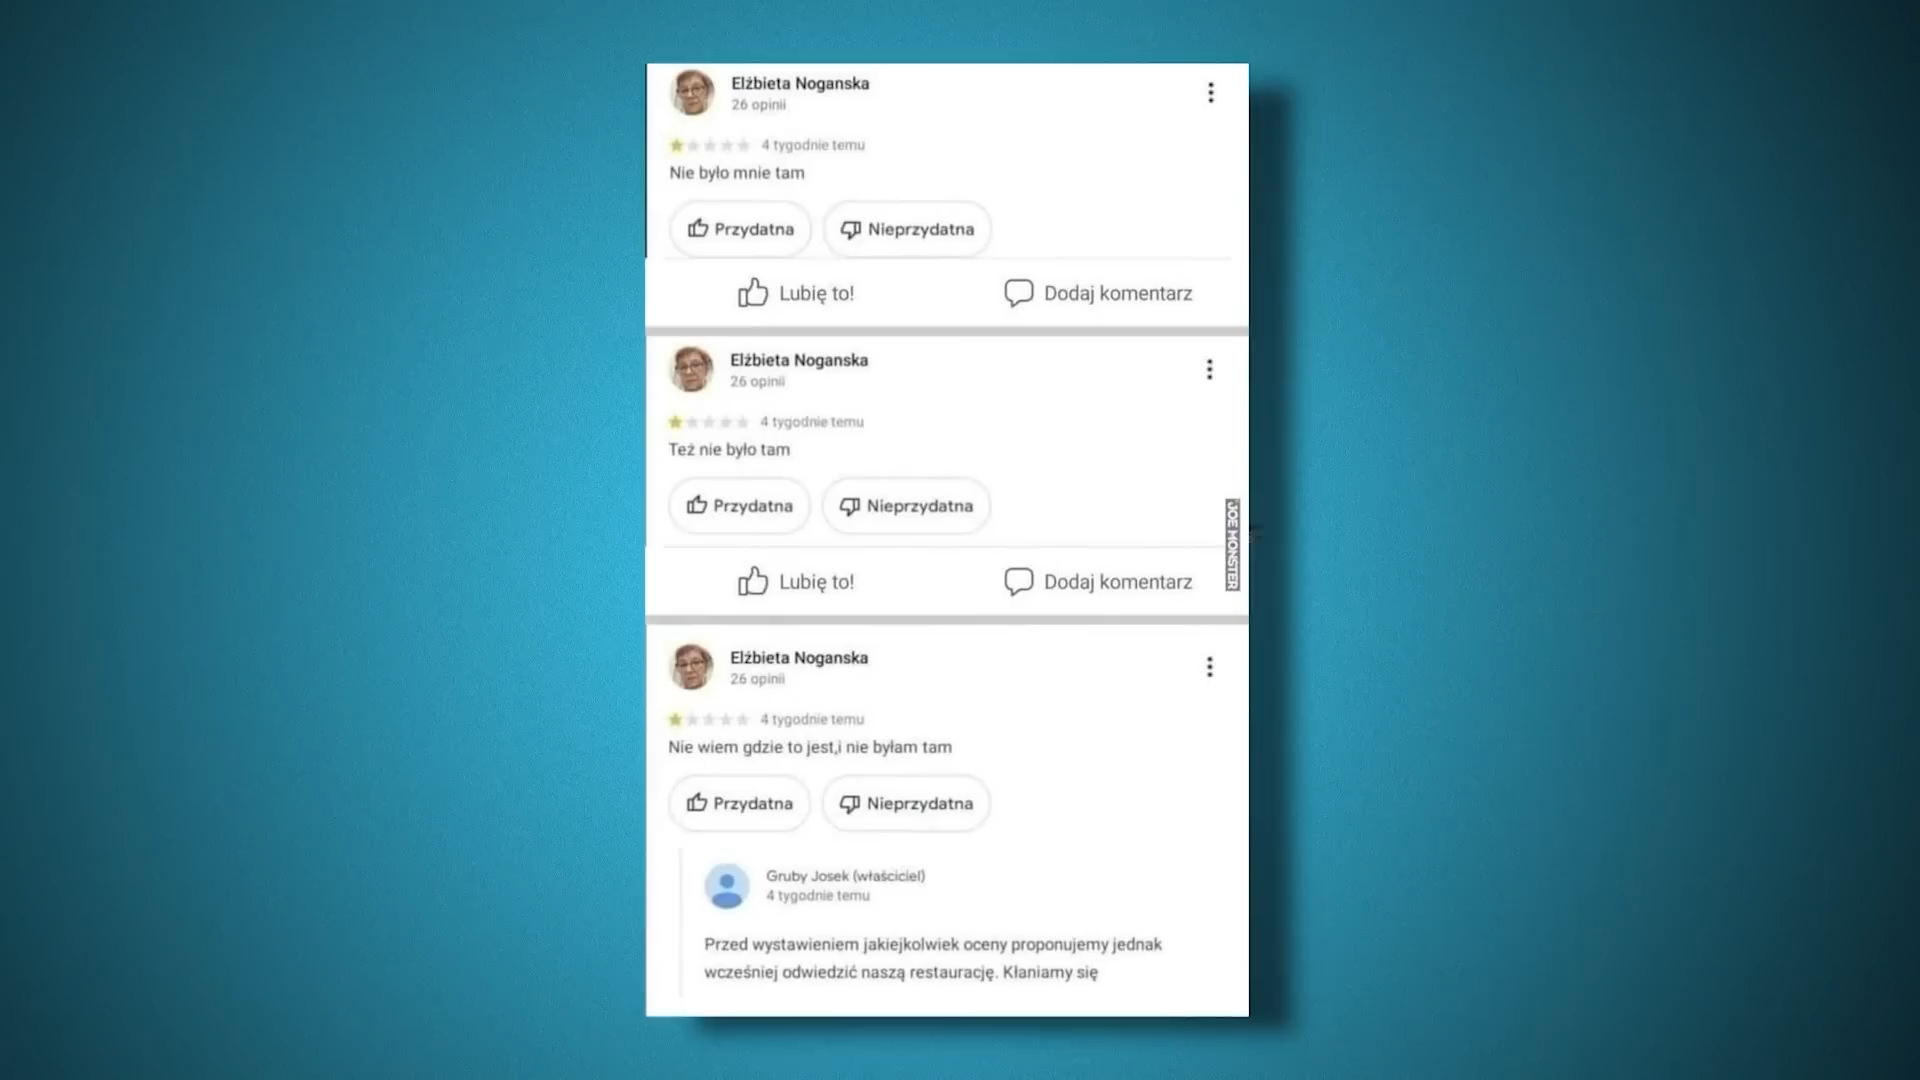 Elżbieta Noganska
26 opinii
4 tygodnie temu
Nie było mnie tam
Przydatna Nieprzydatna
Lubię to! Dodaj komentarz
Elżbieta Noganska
26 opinii
4 tygodnie temu
Też nie było tam
Przydatna Nieprzydatna
JOE MONSTER
Lubię to! Dodaj komentarz
Elżbieta Noganska
26 opinii
4 tygodnie temu
Nie wiem gdzie to jest,i nie byłam tam
Przydatna Nieprzydatna
Gruby Josek (właściciel)
4 tygodnie temu
Przed wystawieniem jakiejkolwiek oceny proponujemy jednak
wcześniej odwiedzić naszą restaurację. Kłaniamy się